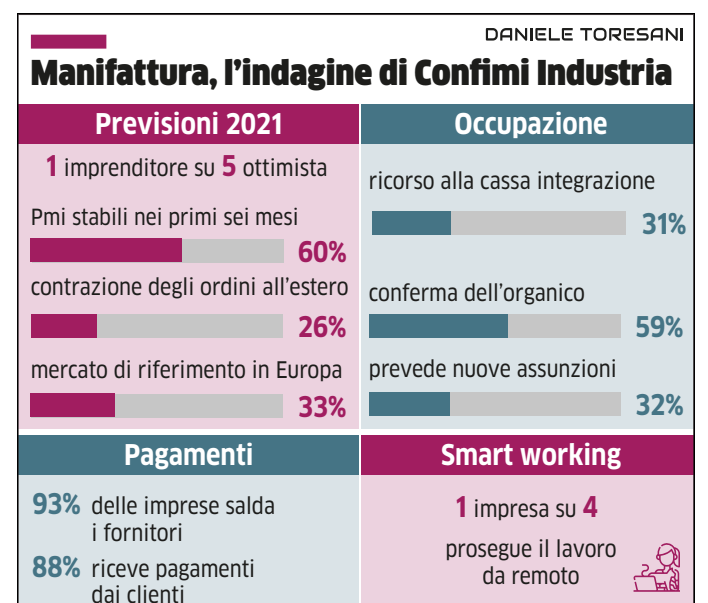 DANIELE TORESANI
Manifattura, l'indagine di Confimi Industria
Previsioni 2021
1 imprenditore su 5 ottimista
Pmi stabili nei primi sei mesi
60%
contrazione degli ordini all'estero
26%
mercato di riferimento in Europa
33%
Occupazione
ricorso alla cassa integrazione
31%
conferma dell'organico
59%
prevede nuove assunzioni
32%
Pagamenti
93% delle imprese salda
i fornitori
88% riceve pagamenti
dai clienti
Smart working
1 impresa su 4
prosegue il lavoro
da remoto